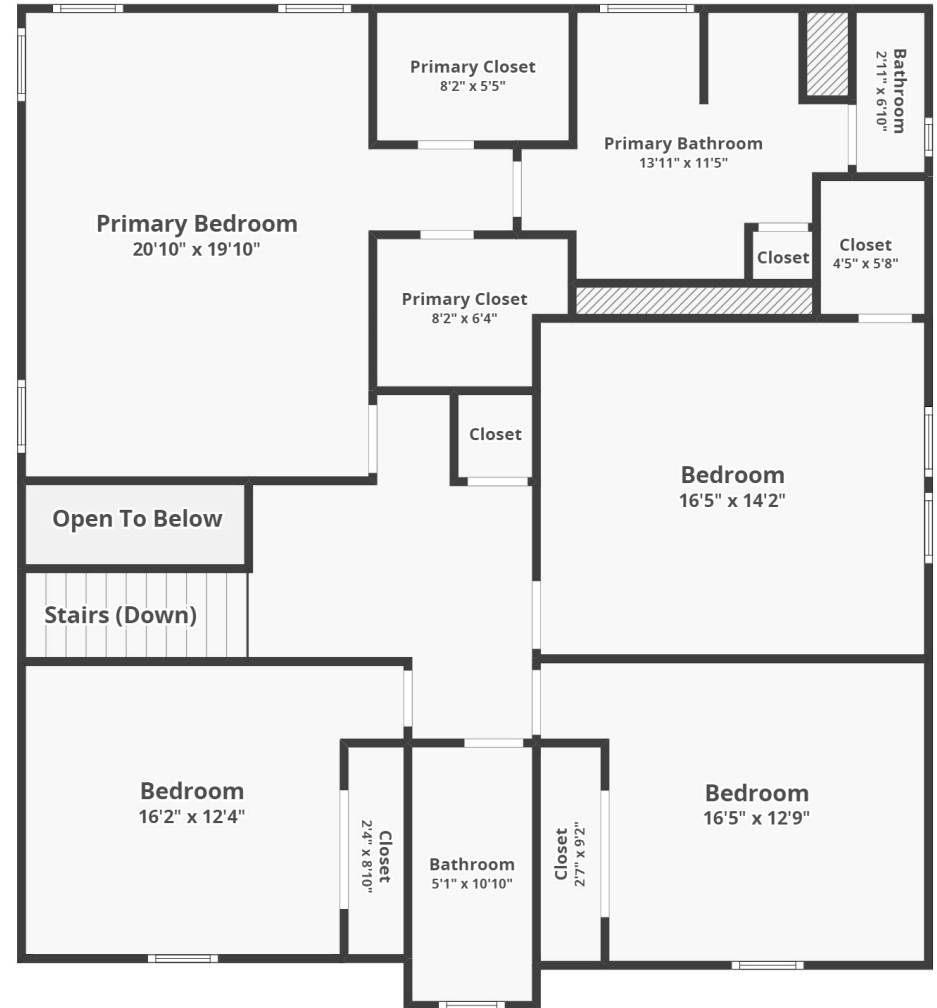 Primary Closet
8'2" x 5'5"
Bathroom
2'11" x 6'10"
Primary Bathroom
13'11" x 11'5"
Primary Bedroom
20'10" x 19'10"
Closet
Closet
4'5" x 5'8"
Primary Closet
8'2" x 6'4"
Closet
Bedroom
16'5" x 14'2"
Open To Below
Stairs (Down)
Bedroom
16'2" x 12'4"
Closet
2'4" x 8'10"
Bathroom
5'1" x 10'10"
Closet
2'7" x 9'2"
Bedroom
16'5" x 12'9"